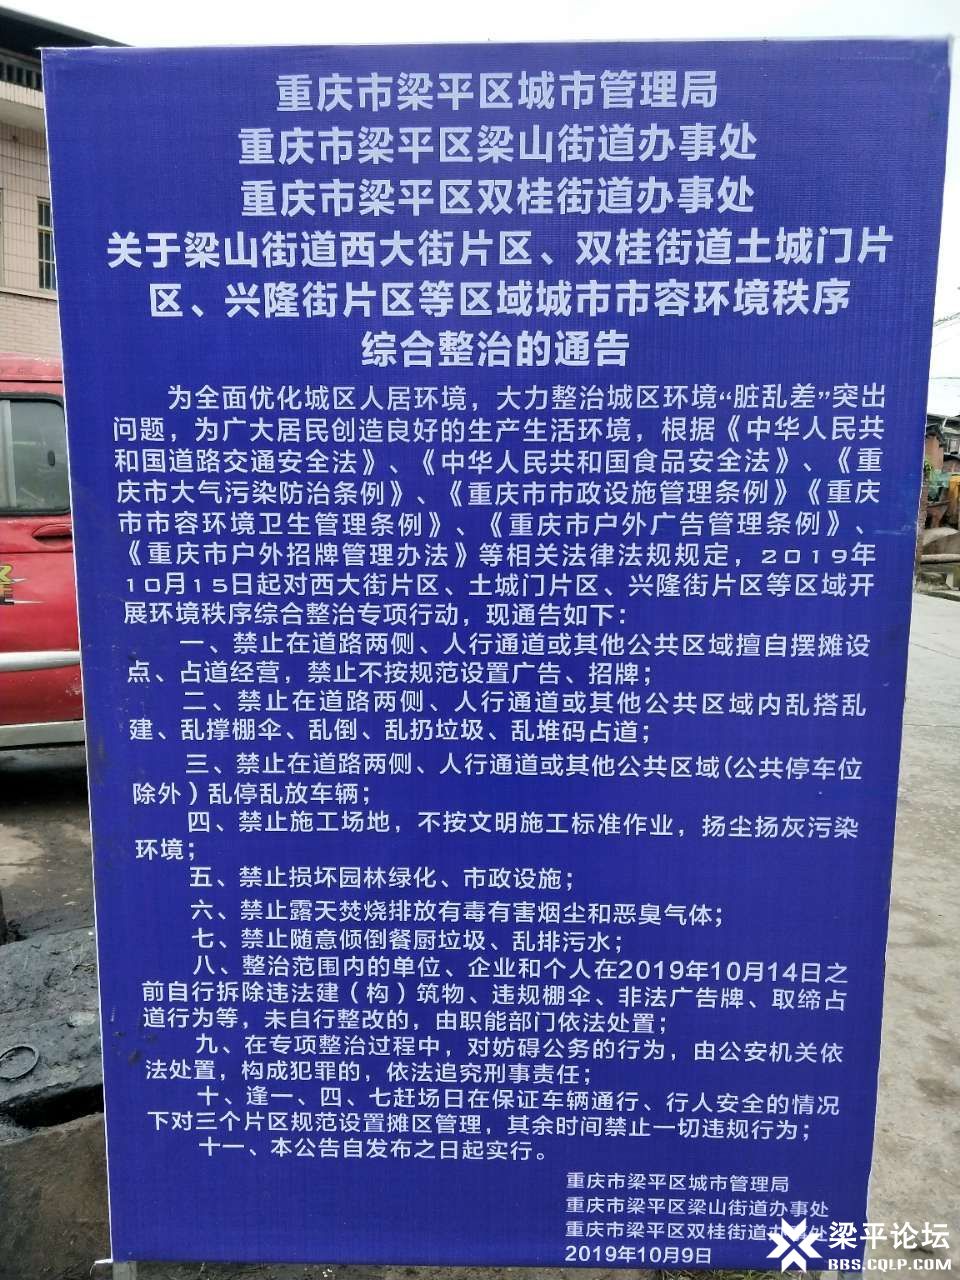 重庆市梁平区城市管理局
重庆市梁平区梁山街道办事处
重庆市梁平区双桂街道办事处
关于梁山街道西大街片区、双桂街道土城门片
区、兴隆街片区等区域城市市容环境秩序
综合整治的通告
为全面优化城区人居环境，大力整治城区环境“脏乱差”突出
问题，为广大居民创造良好的生产生活环境，根据《中华人民共
和国道路交通安全法》、《中华人民共和国食品安全法》、《重
庆市大气污染防治条例》、《重庆市市政设施管理条例》《重庆
市市容环境卫生管理条例》、《重庆市户外广告管理条例》、
《重庆市户外招牌管理办法》等相关法律法规规定，2019年
10月15日起对西大街片区、土城门片区、兴隆街片区等区域开
展环境秩序综合整治专项行动，现通告如下：
一、禁止在道路两侧、人行通道或其他公共区域擅自摆摊设
点、占道经营，禁止不按规范设置广告、招牌；
二、禁止在道路两侧、人行通道或其他公共区域内乱搭乱
建、乱撑棚伞、乱倒、乱扔垃圾、乱堆码占道；
三、禁止在道路两侧、人行通道或其他公共区域(公共停车位
除外）乱停乱放车辆；
四、禁止施工场地，不按文明施工标准作业，扬尘扬灰污染
环境；
五、禁止损坏园林绿化、市政设施；
六、禁止露天焚烧排放有毒有害烟尘和恶臭气体；
七、禁止随意倾倒餐厨垃圾、乱排污水；
八、整治范围内的单位、企业和个人在2019年10月14日之
前自行拆除违法建（构）筑物、违规棚伞、非法广告牌、取缔占
道行为等，未自行整改的，由职能部门依法处置；
九、在专项整治过程中，对妨碍公务的行为，由公安机关依
法处置，构成犯罪的，依法追究刑事责任；
十、逢一、四、七赶场日在保证车辆通行、行人安全的情况
下对三个片区规范设置摊区管理，其余时间禁止一切违规行为；
十一、本公告自发布之日起实行。
重庆市梁平区城市管理局
重庆市梁平区梁山街道办事处
重庆市梁平区双桂街道办事处
2019年10月9日
梁平论坛
BBS.CQLP.COM